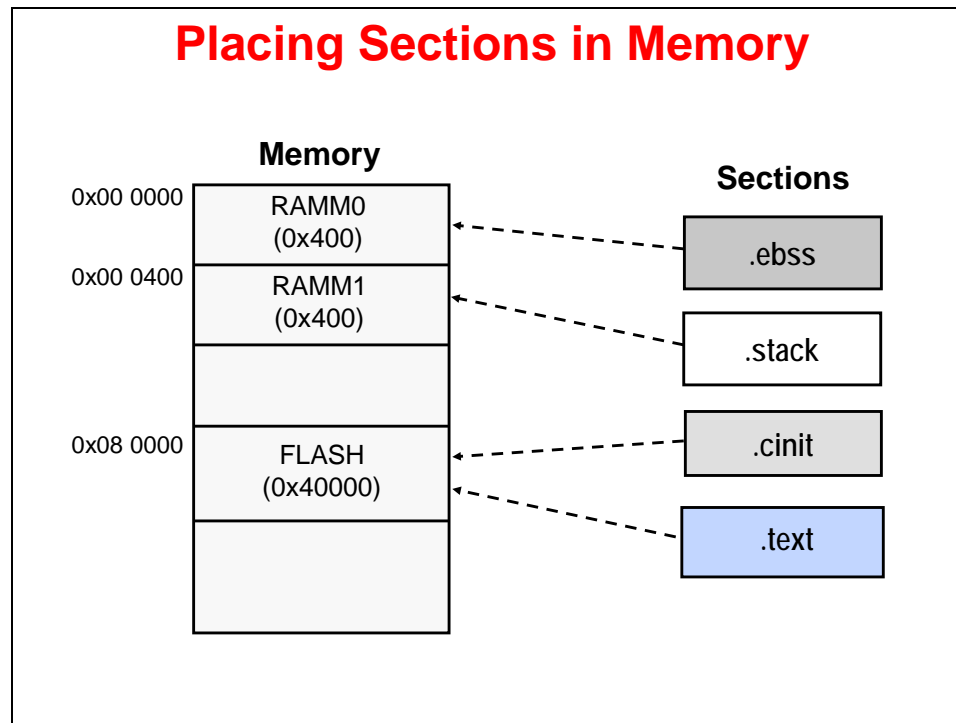 Placing Sections in Memory
Memory
Sections
0x00 0000
RAMM0
(0x400)
.ebss
0x00 0400
RAMM1
(0x400)
.stack
0x08 0000
FLASH
(0x40000)
.cinit
.text